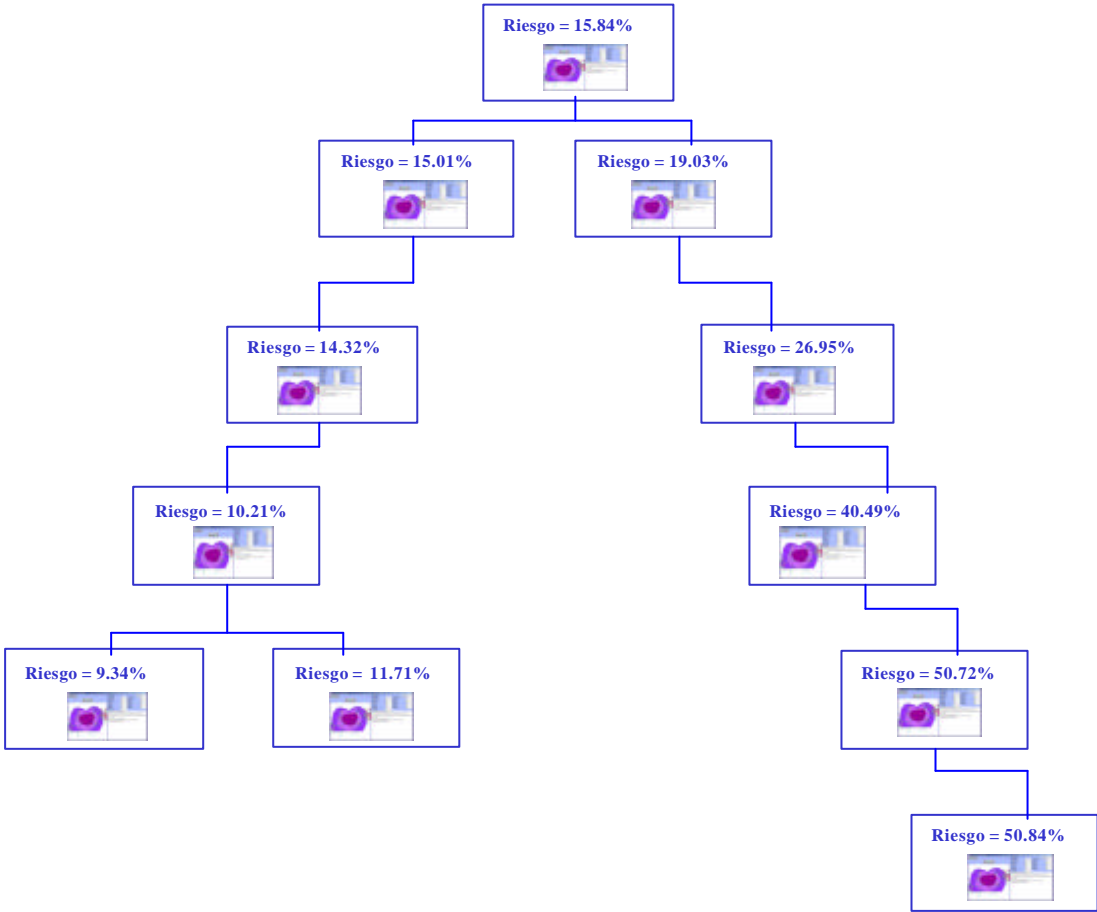 Riesgo = 15.84%
Riesgo = 15.01%
Riesgo = 19.03%
Riesgo = 14.32%
Riesgo = 26.95%
Riesgo = 10.21%
Riesgo = 40.49%
Riesgo = 9.34%
Riesgo = 11.71%
Riesgo = 50.72%
Riesgo = 50.84%